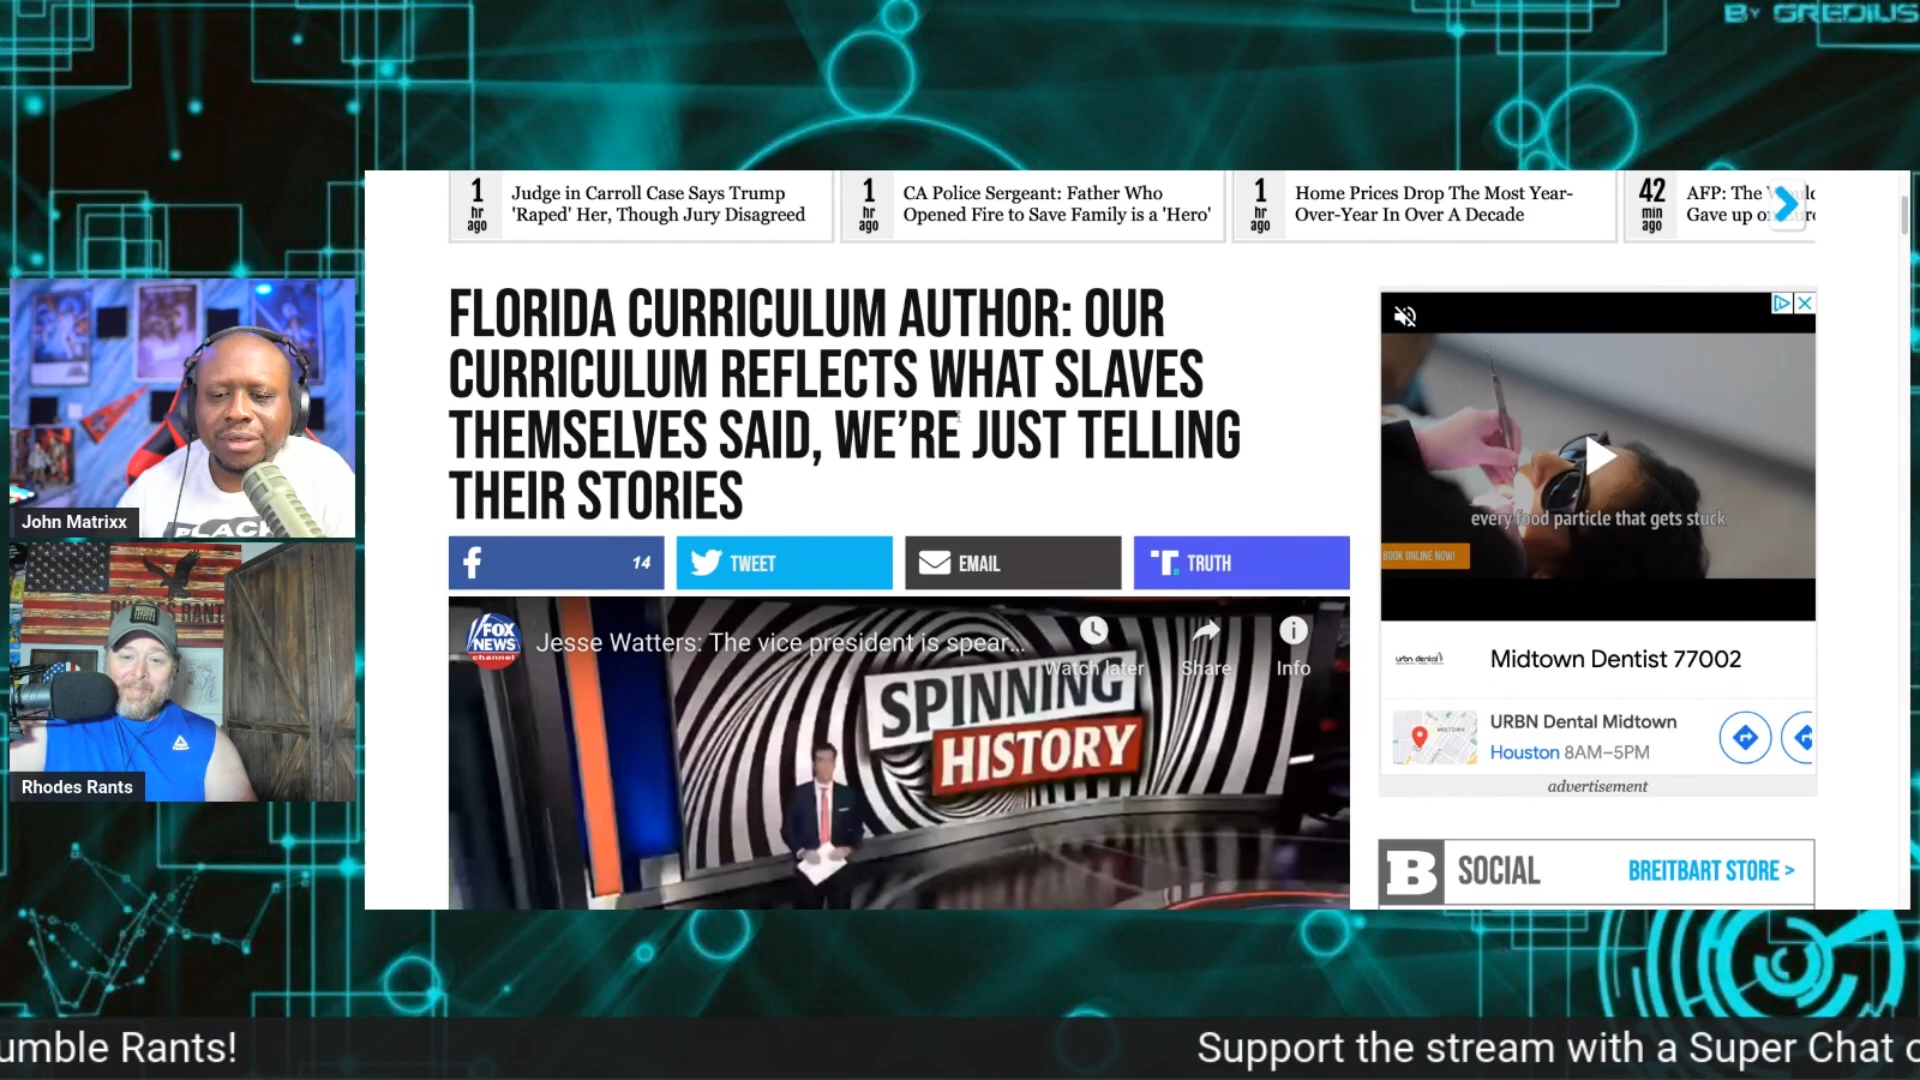 BY GREDIUS
1
hr
ago
Judge in Carroll Case Says Trump
'Raped' Her, Though Jury Disagreed
1
hr
ago
CA Police Sergeant: Father Who
Opened Fire to Save Family is a 'Hero'
1
hr
ago
Home Prices Drop The Most Year-
Over-Year In Over A Decade
42
min
ago
AFP: The
Gave up
FLORIDA CURRICULUM AUTHOR: OUR
CURRICULUM REFLECTS WHAT SLAVES
THEMSELVES SAID, WE'RE JUST TELLING
THEIR STORIES
14
TWEET
EMAIL
TRUTH
FOX
NEWS
channel
Jesse Watters: The vice president is spear...
Watch later
Share
Info
SPINNING
HISTORY
every food particle that gets stuck
BOOK ONLINE NOW!
urbn dental
Midtown Dentist 77002
MIDTOWN
URBN Dental Midtown
Houston 8AM–5PM
advertisement
B SOCIAL
BREITBART STORE >
BLACK
John Matrixx
RHODES RANT
Rhodes Rants
umble Rants!
Support the stream with a Super Chat o